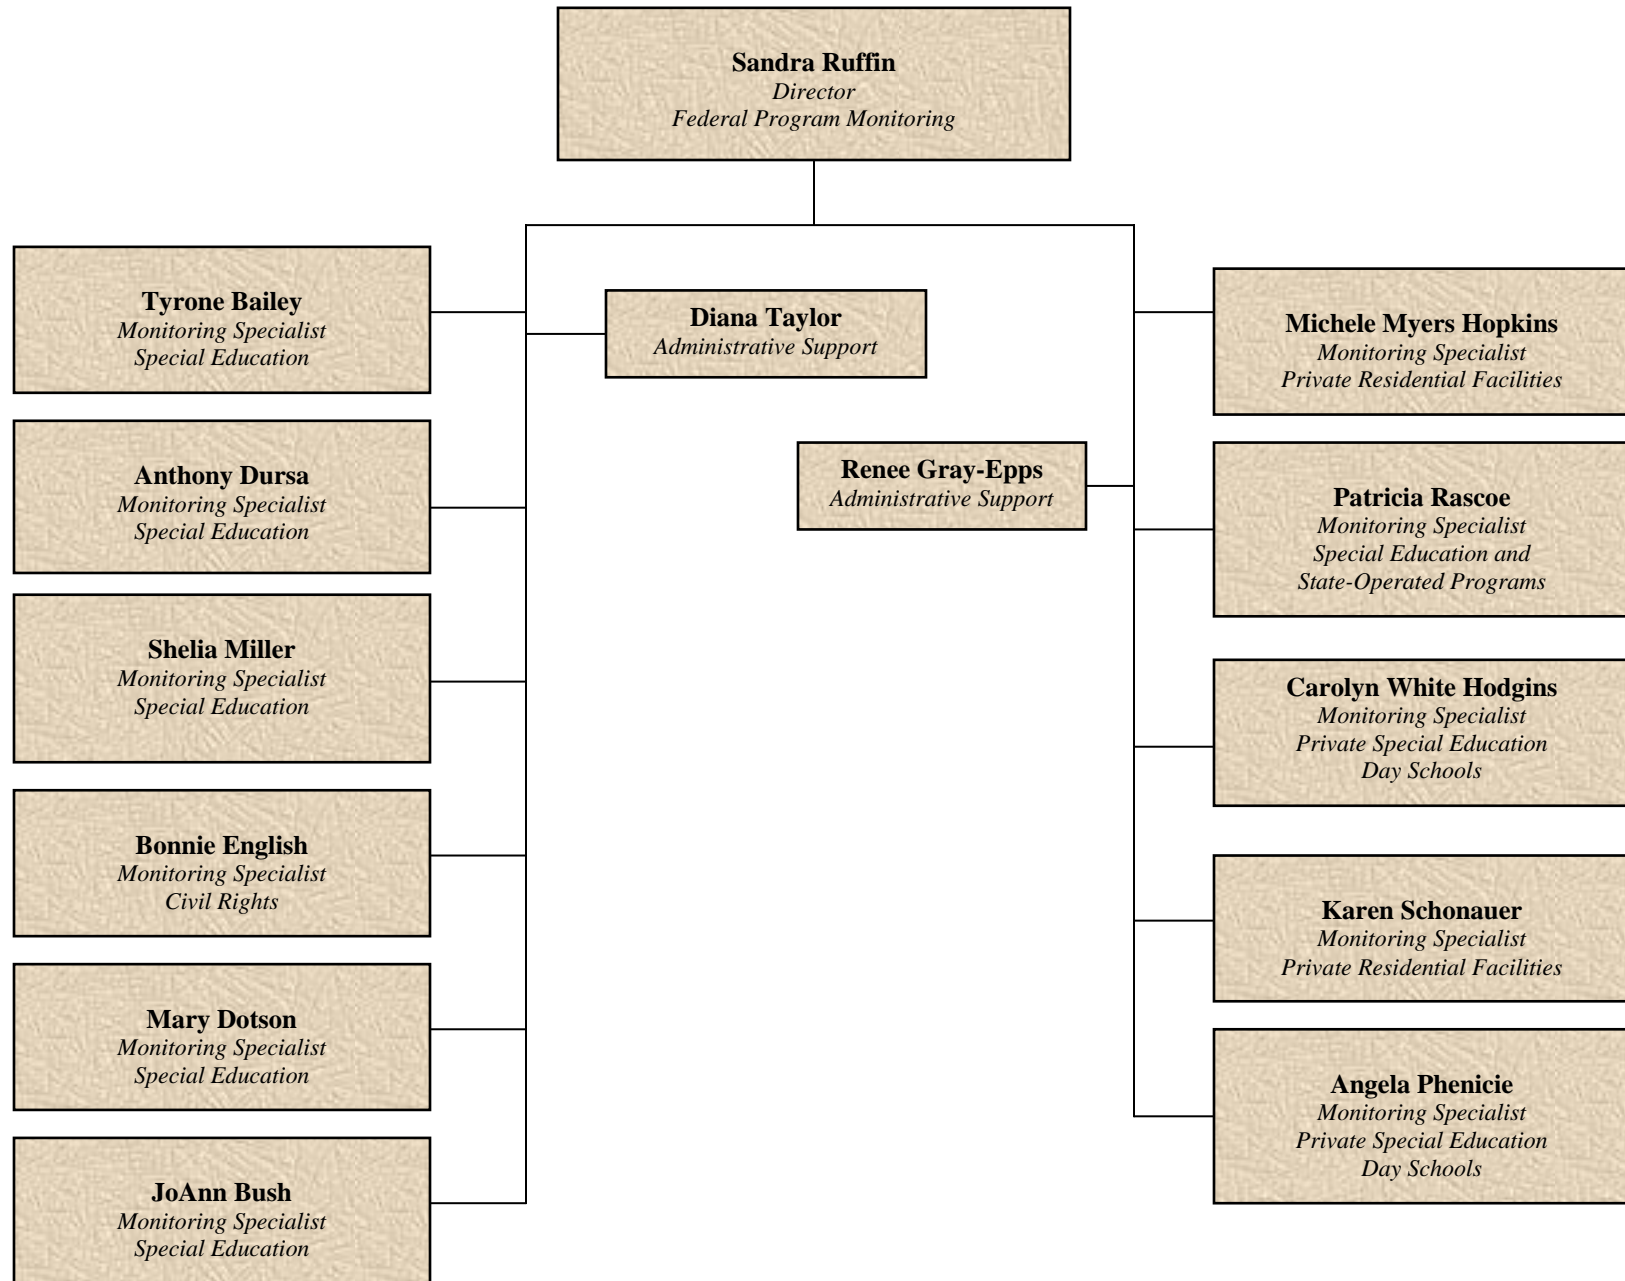 Sandra Ruffin
Director
Federal Program Monitoring
Tyrone Bailey
Monitoring Specialist
Special Education
Anthony Dursa
Monitoring Specialist
Special Education
Shelia Miller
Monitoring Specialist
Special Education
Bonnie English
Monitoring Specialist
Civil Rights
Mary Dotson
Monitoring Specialist
Special Education
JoAnn Bush
Monitoring Specialist
Special Education
Diana Taylor
Administrative Support
Renee Gray-Epps
Administrative Support
Michele Myers Hopkins
Monitoring Specialist
Private Residential Facilities
Patricia Rascoe
Monitoring Specialist
Special Education and
State-Operated Programs
Carolyn White Hodgins
Monitoring Specialist
Private Special Education
Day Schools
Karen Schonauer
Monitoring Specialist
Private Residential Facilities
Angela Phenicie
Monitoring Specialist
Private Special Education
Day Schools